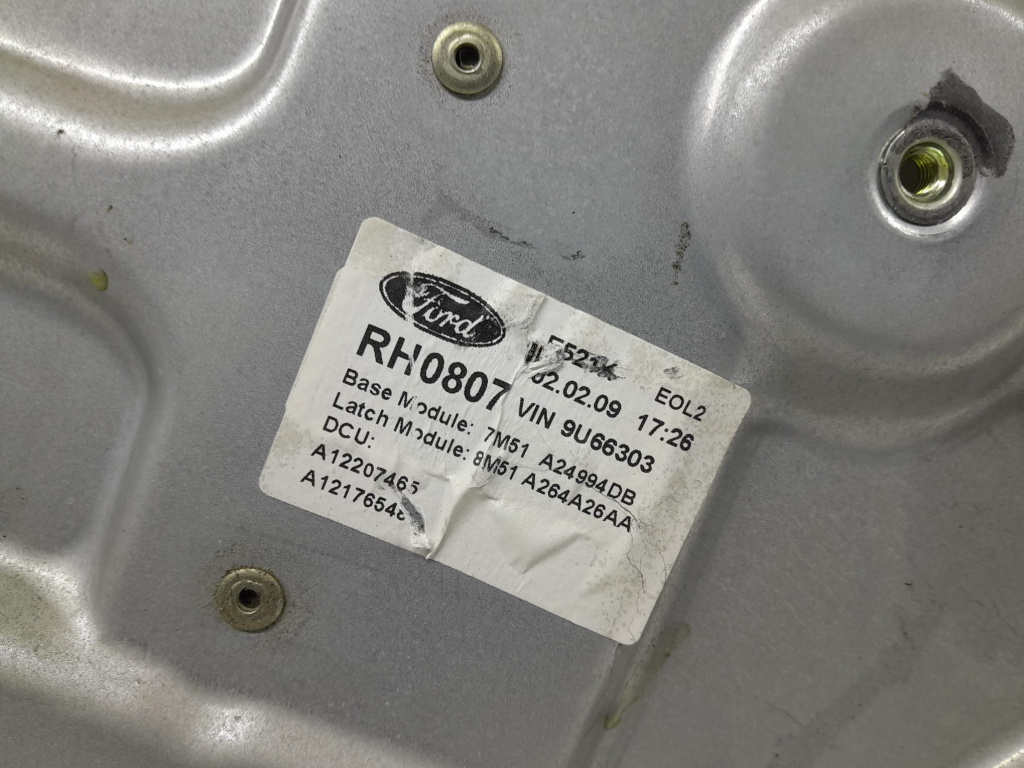 Ford
EOL2
RH0807 02.02.09 17:26
VIN 9U66303
Base Module: 7M51 A24994DB
Latch Module: 8M51 A264A26AA
DCU:
A12207465